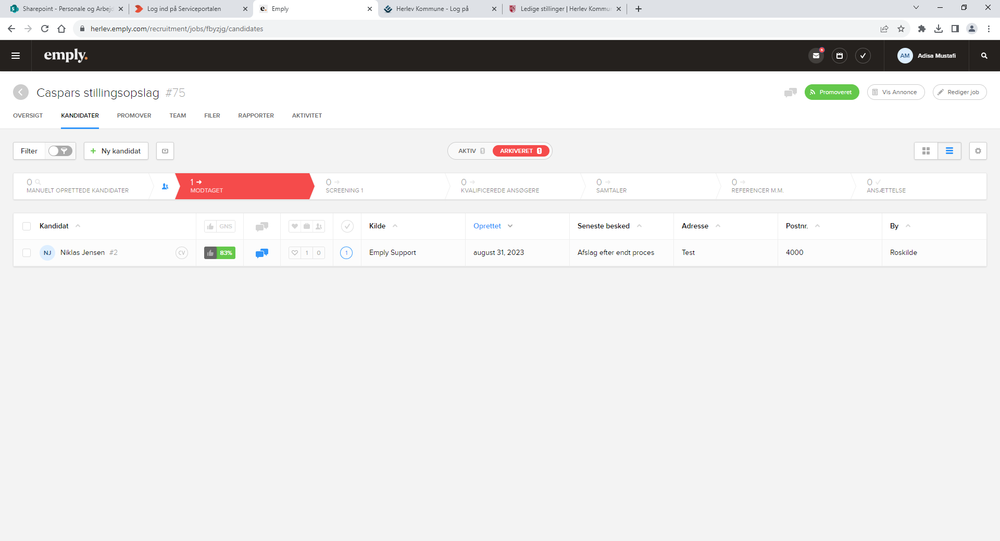 Sharepoint - Personale og Arbejd
Log ind på Serviceportalen
e. Emply
Herlev Kommune - Log på
Ledige stillinger | Herlev Kommu
herlev.emply.com/recruitment/jobs/fbyzjg/candidates
emply.
5
AM Adisa Mustafi
Caspars stillingsopslag #75
Promoveret
Vis Annonce
Rediger job
OVERSIGT KANDIDATER PROMOVER TEAM FILER RAPPORTER AKTIVITET
Filter
+ Ny kandidat
AKTIV 1 ARKIVERET 1
0 MANUELT OPRETTEDE KANDIDATER
1 MODTAGET
0 SCREENING 1
0 KVALIFICEREDE ANSØGERE
0 SAMTALER
0 REFERENCER M.M.
0 ANSÆTTELSE
Kandidat GNS Kilde Oprettet Seneste besked Adresse Postnr. By
NJ Niklas Jensen #2 CV 83% 1 0 1 Emply Support august 31, 2023 Afslag efter endt proces Test 4000 Roskilde